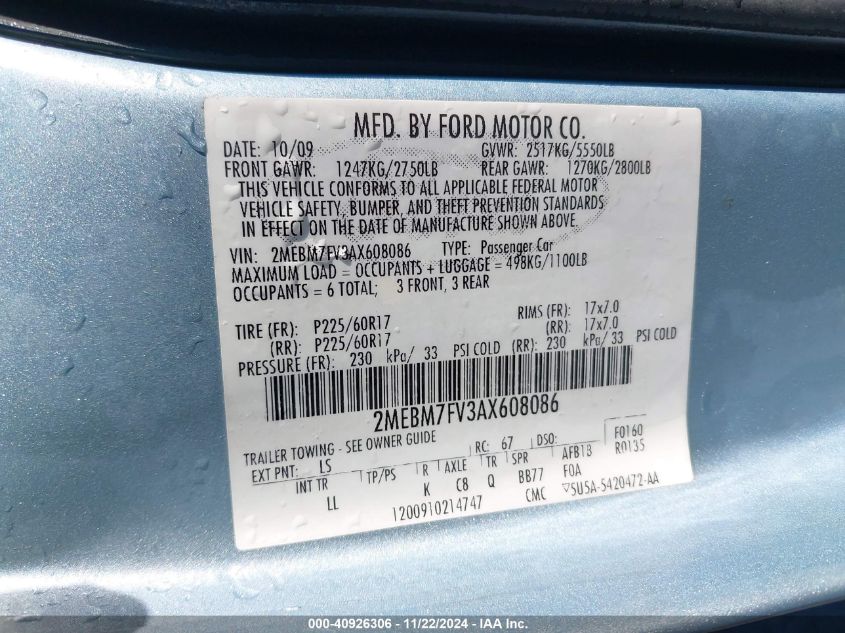 MFD. BY FORD MOTOR CO.
DATE: 10/09 GVWR: 2517KG/5550LB
FRONT GAWR: 1247KG/2750LB REAR GAWR: 1270KG/2800LB
THIS VEHICLE CONFORMS TO ALL APPLICABLE FEDERAL MOTOR
VEHICLE SAFETY, BUMPER, AND THEFT PREVENTION STANDARDS
IN EFFECT ON THE DATE OF MANUFACTURE SHOWN ABOVE.
VIN: 2MEBM7FV3AX608086 TYPE: Passenger Car
MAXIMUM LOAD = OCCUPANTS + LUGGAGE = 498KG/1100LB
OCCUPANTS = 6 TOTAL; 3 FRONT, 3 REAR
TIRE (FR): P225/60R17 RIMS (FR): 17x7.0
(RR): P225/60R17 (RR): 17x7.0
PRESSURE (FR): 230 kPa/ 33 PSI COLD (RR): 230 kPa/ 33 PSI COLD
2MEBM7FV3AX608086
TRAILER TOWING - SEE OWNER GUIDE
EXT PNT: LS RC: 67 DSO: F0160
INT TR TP/PS R AXLE TR SPR AFB1B R0135
LL K C8 Q BB77 FOA
1200910214747 CMC ▽5U5A-5420472-AA
000-40926306 - 11/22/2024 - IAA Inc.